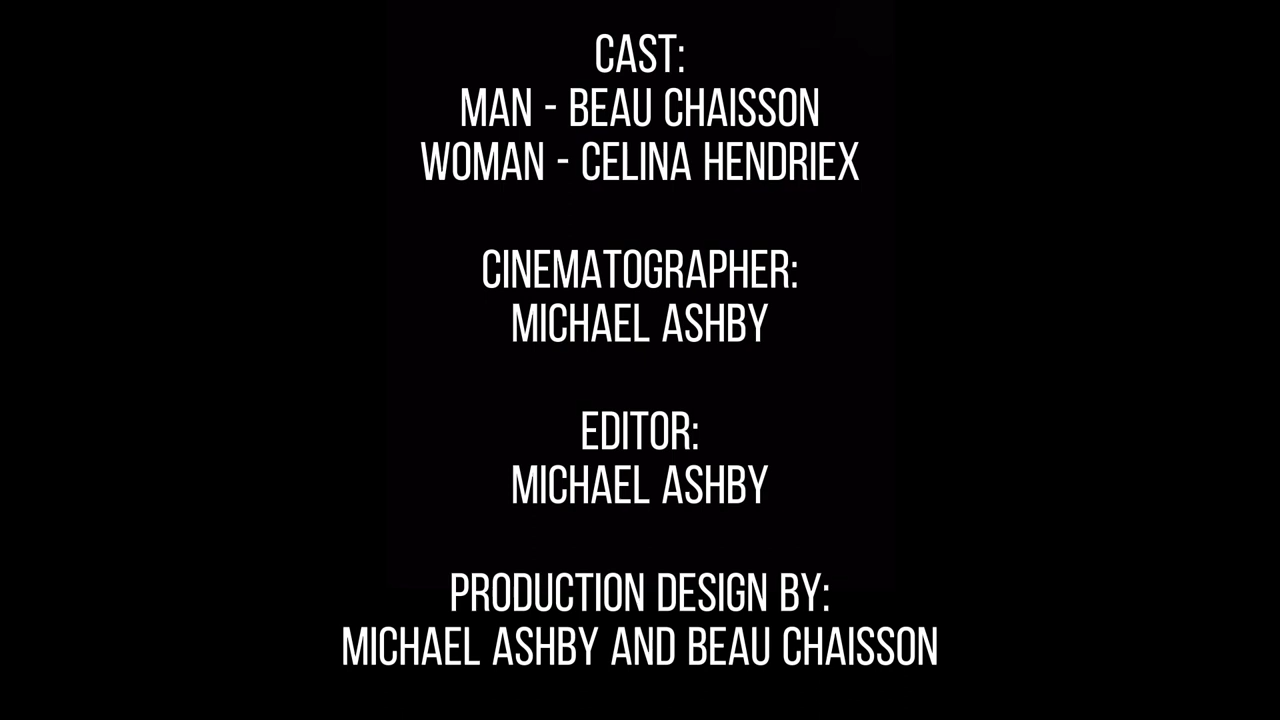 CAST:
MAN - BEAU CHAISSON
WOMAN - CELINA HENDRIEX
CINEMATOGRAPHER:
MICHAEL ASHBY
EDITOR:
MICHAEL ASHBY
PRODUCTION DESIGN BY:
MICHAEL ASHBY AND BEAU CHAISSON